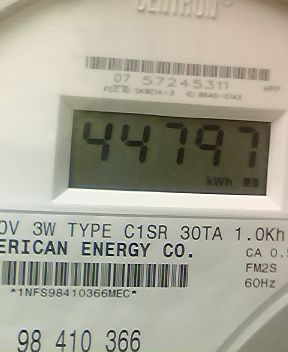 CENTRON®
07 57245311
44797
kWh
0V 3W TYPE C1SR 30TA 1.0Kh
ERICAN ENERGY CO.
CA 0.5
FM2S
60Hz
*1NFS98410366MEC*
98 410 366